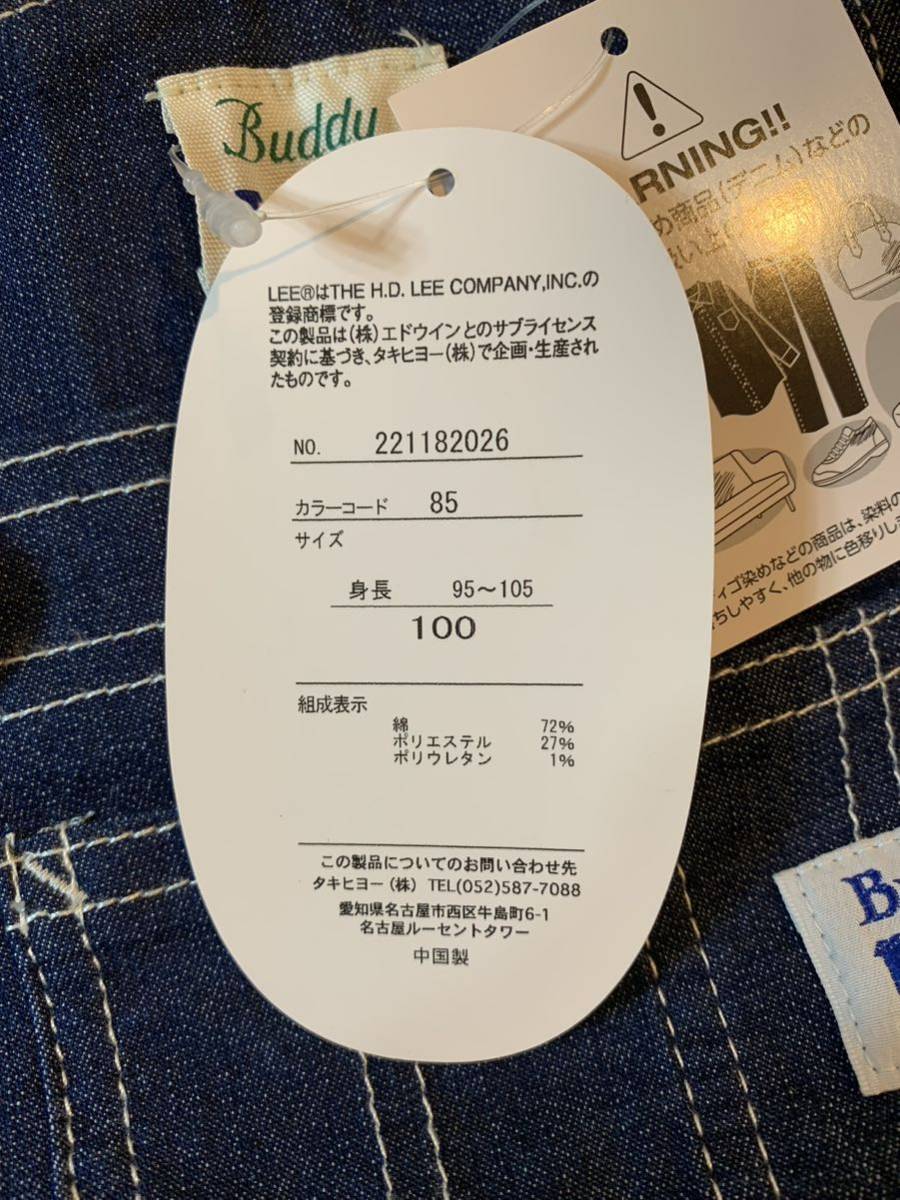 Buddy
RNING!!
め商品(デニム)などの
LEE®はTHE H.D. LEE COMPANY,INC.の
登録商標です。
この製品は(株)エドウインとのサブライセンス
契約に基づき、タキヒヨー(株)で企画・生産され
たものです。
NO. 221182026
カラーコード 85
サイズ
身長 95～105
100
組成表示
綿 72%
ポリエステル 27%
ポリウレタン 1%
この製品についてのお問い合わせ先
タキヒヨー(株) TEL(052)587-7088
愛知県名古屋市西区牛島町6-1
名古屋ルーセントタワー
中国製
ィゴ染めなどの商品は、染料の
ちしやすく、他の物に色移りし